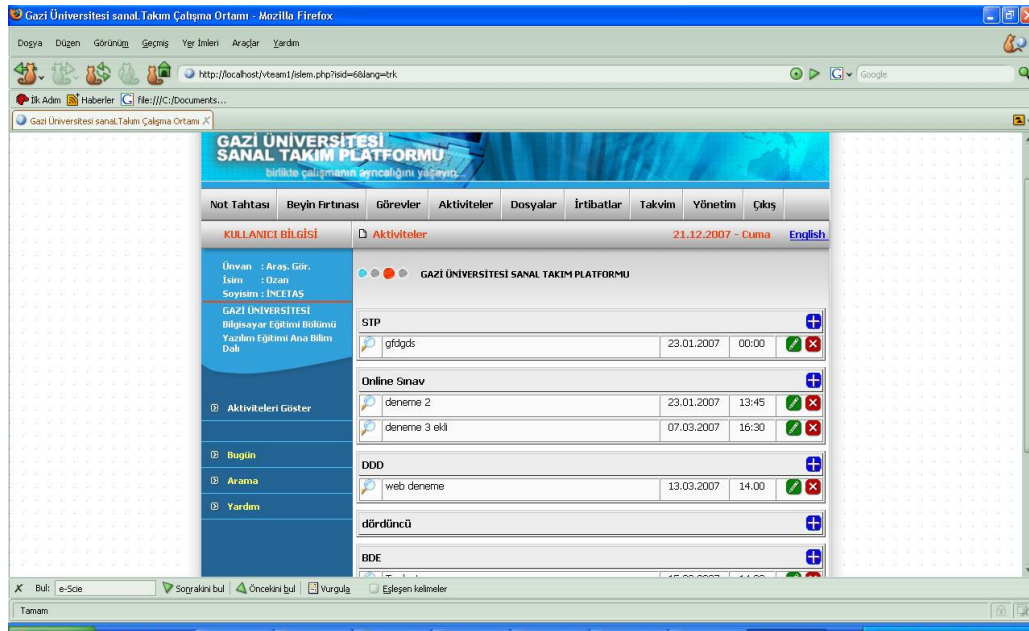 Gazi Üniversitesi sanal.Takım Çalışma Ortamı - Mozilla Firefox
Dosya Düzen Görünüm Geçmiş Yer İmleri Araçlar Yardım
http://localhost/vteam1/islem.php?isid=6&lang=trk
Google
İlk Adım Haberler file:///C:/Documents...
Gazi Üniversitesi sanal.Takım Çalışma Ortamı
GAZİ ÜNİVERSİTESİ
SANAL TAKIM PLATFORMU
birlikte çalışmanın ayrıcalığını yaşayın...
Not Tahtası Beyin Fırtınası Görevler Aktiviteler Dosyalar İrtibatlar Takvim Yönetim Çıkış
KULLANICI BİLGİSİ Aktiviteler 21.12.2007 - Cuma English
Ünvan : Araş. Gör.
İsim : Ozan
Soyisim : İNCETAŞ
GAZİ ÜNİVERSİTESİ
Bilgisayar Eğitimi Bölümü
Yazılım Eğitimi Ana Bilim
Dalı
Aktiviteleri Göster
Bugün
Arama
Yardım
GAZİ ÜNİVERSİTESİ SANAL TAKIM PLATFORMU
STP
gfdgds 23.01.2007 00:00
Online Sınav
deneme 2 23.01.2007 13:45
deneme 3 ekli 07.03.2007 16:30
DDD
web deneme 13.03.2007 14.00
dördüncü
BDE
X Bul: e-Scie Sonrakini bul Öncekini bul Vurgula Eşleşen kelimeler
Tamam